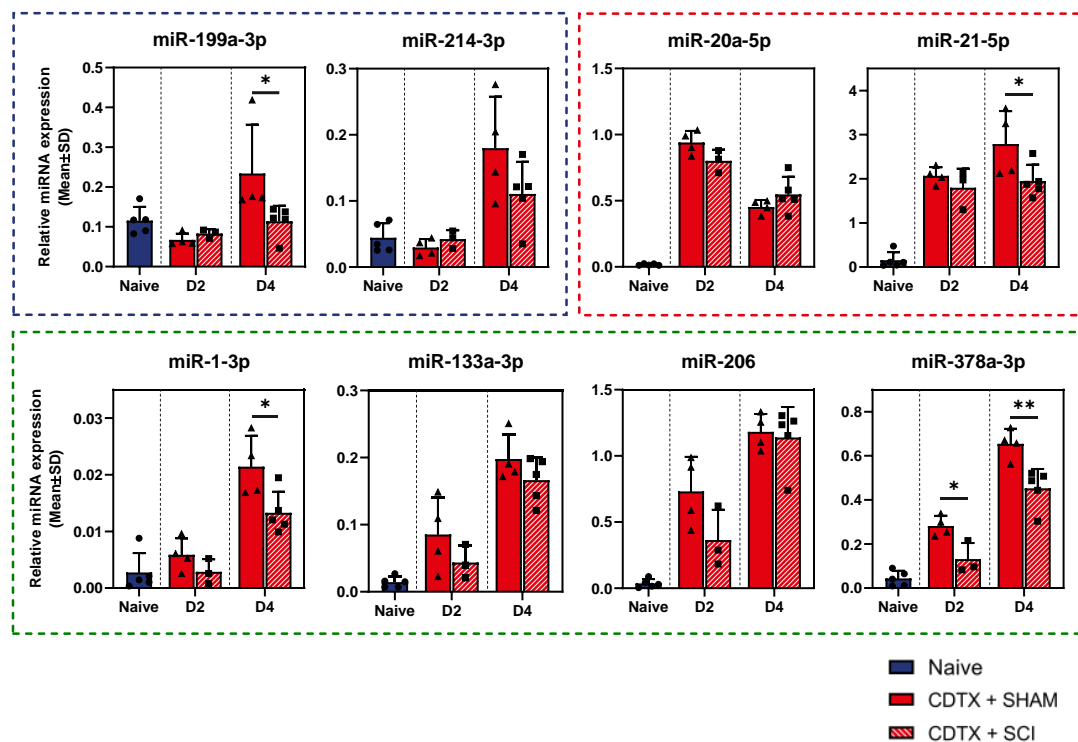 miR-199a-3p
miR-214-3p
miR-20a-5p
miR-21-5p
Relative miRNA expression
(Mean±SD)
0.5
0.4
0.3
0.2
0.1
0.0
*
Naive D2 D4
0.3
0.2
0.1
0.0
Naive D2 D4
1.5
1.0
0.5
0.0
Naive D2 D4
4
3
2
1
0
*
Naive D2 D4
miR-1-3p
miR-133a-3p
miR-206
miR-378a-3p
Relative miRNA expression
(Mean±SD)
0.03
0.02
0.01
0.00
*
Naive D2 D4
0.3
0.2
0.1
0.0
Naive D2 D4
1.5
1.0
0.5
0.0
Naive D2 D4
0.8
0.6
0.4
0.2
0.0
*
**
Naive D2 D4
Naive
CDTX + SHAM
CDTX + SCI